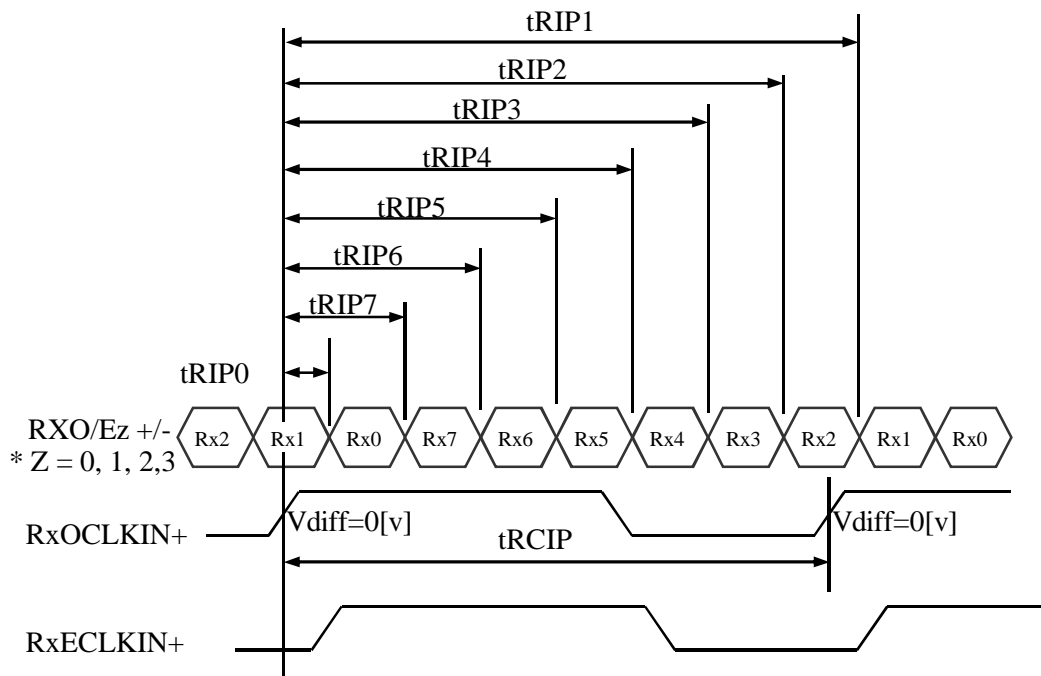 tRIP1
tRIP2
tRIP3
tRIP4
tRIP5
tRIP6
tRIP7
tRIP0
RXO/Ez +/-
* Z = 0, 1, 2,3
Rx2 Rx1 Rx0 Rx7 Rx6 Rx5 Rx4 Rx3 Rx2 Rx1 Rx0
RxOCLKIN+
Vdiff=0[v] Vdiff=0[v]
tRCIP
RxECLKIN+